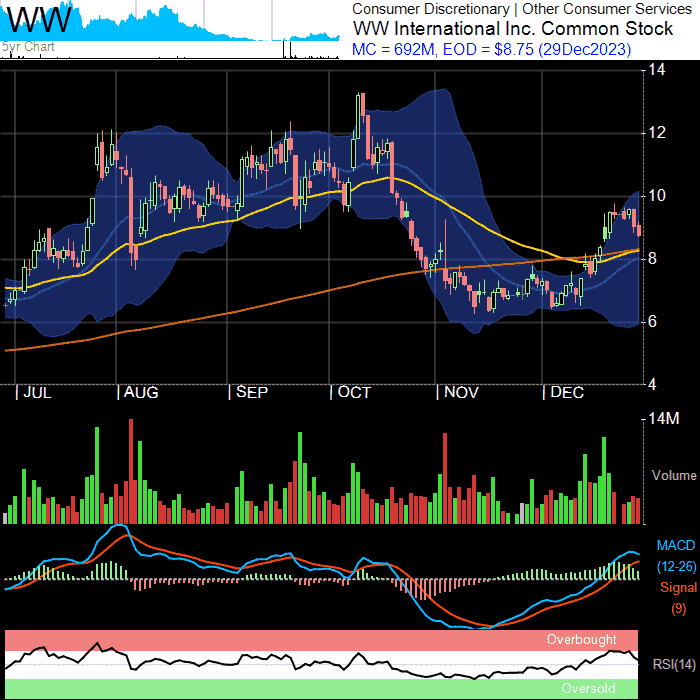 WW
5yr Chart
Consumer Discretionary | Other Consumer Services
WW International Inc. Common Stock
MC = 692M, EOD = $8.75 (29Dec2023)
14
12
10
8
6
4
JUL AUG SEP OCT NOV DEC
14M
Volume
MACD
(12-26)
Signal
(9)
Overbought
RSI(14)
Oversold